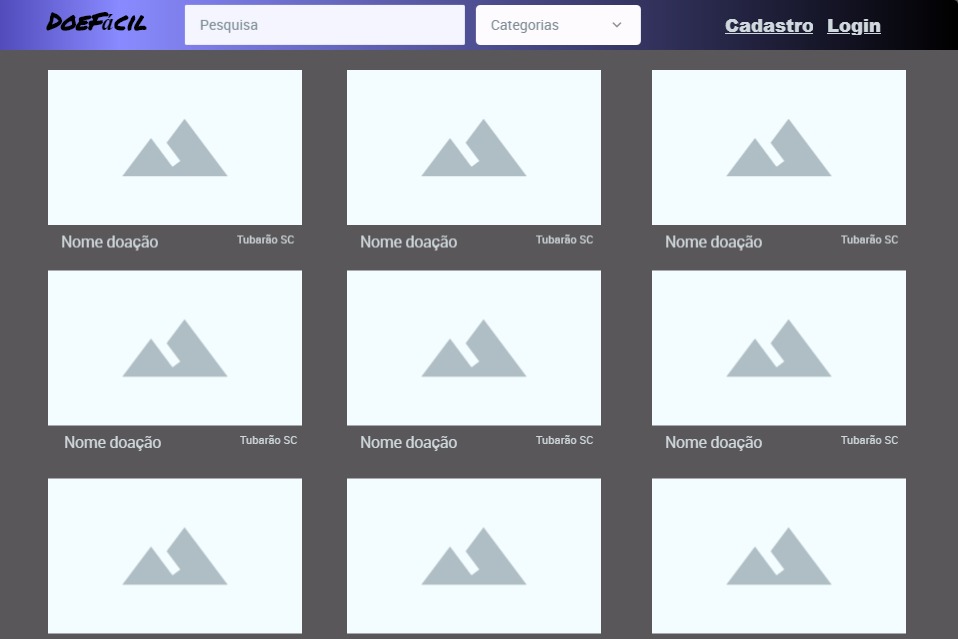 DoeFácil
Pesquisa
Categorias
Cadastro Login
Nome doação Tubarão SC
Nome doação Tubarão SC
Nome doação Tubarão SC
Nome doação Tubarão SC
Nome doação Tubarão SC
Nome doação Tubarão SC